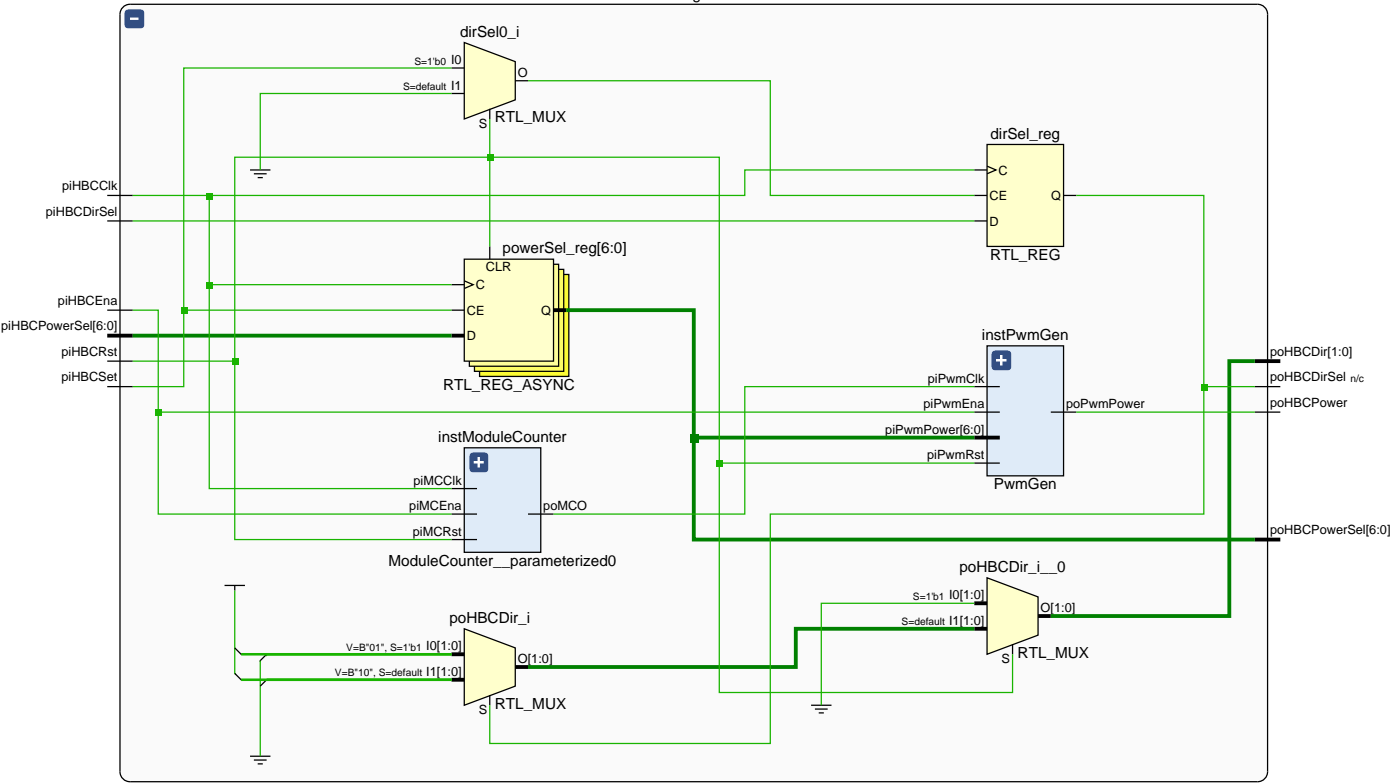 dirSel0_i
S=1'b0 I0
O
S=default I1
S
RTL_MUX
dirSel_reg
C
CE
Q
D
RTL_REG
piHBCClk
piHBCDirSel
piHBCEna
piHBCPowerSel[6:0]
piHBCRst
piHBCSet
powerSel_reg[6:0]
CLR
C
CE
Q
D
RTL_REG_ASYNC
instPwmGen
piPwmClk
piPwmEna
poPwmPower
piPwmPower[6:0]
piPwmRst
PwmGen
poHBCDir[1:0]
poHBCDirSel n/c
poHBCPower
poHBCPowerSel[6:0]
instModuleCounter
piMCClk
piMCEna
poMCO
piMCRst
ModuleCounter__parameterized0
poHBCDir_i__0
S=1'b1 I0[1:0]
O[1:0]
S=default I1[1:0]
S
RTL_MUX
poHBCDir_i
V=B"01", S=1'b1 I0[1:0]
O[1:0]
V=B"10", S=default I1[1:0]
S
RTL_MUX